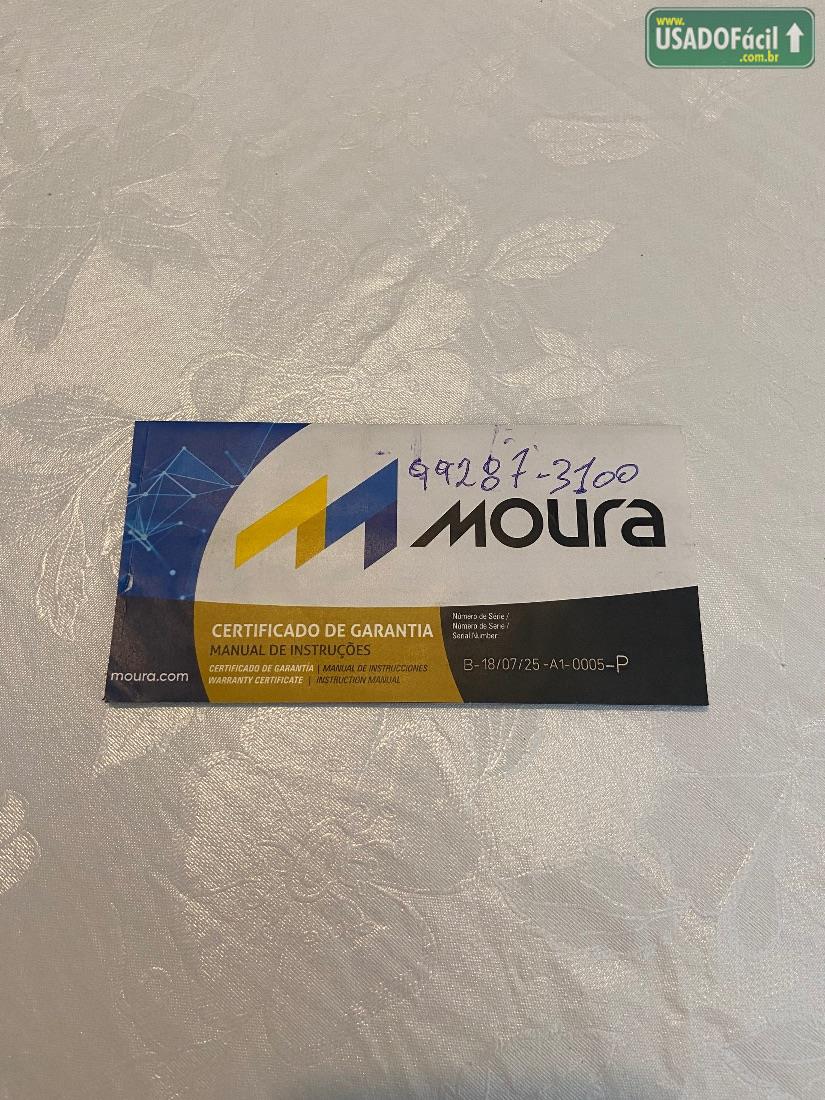 www.
USADOFácil
.com.br
99287-3100
moura
CERTIFICADO DE GARANTIA
MANUAL DE INSTRUÇÕES
CERTIFICADO DE GARANTÍA | MANUAL DE INSTRUCCIONES
WARRANTY CERTIFICATE | INSTRUCTION MANUAL
moura.com
Número de Série /
Número de Serie /
Serial Number:
B-18/07/25-A1-0005-P